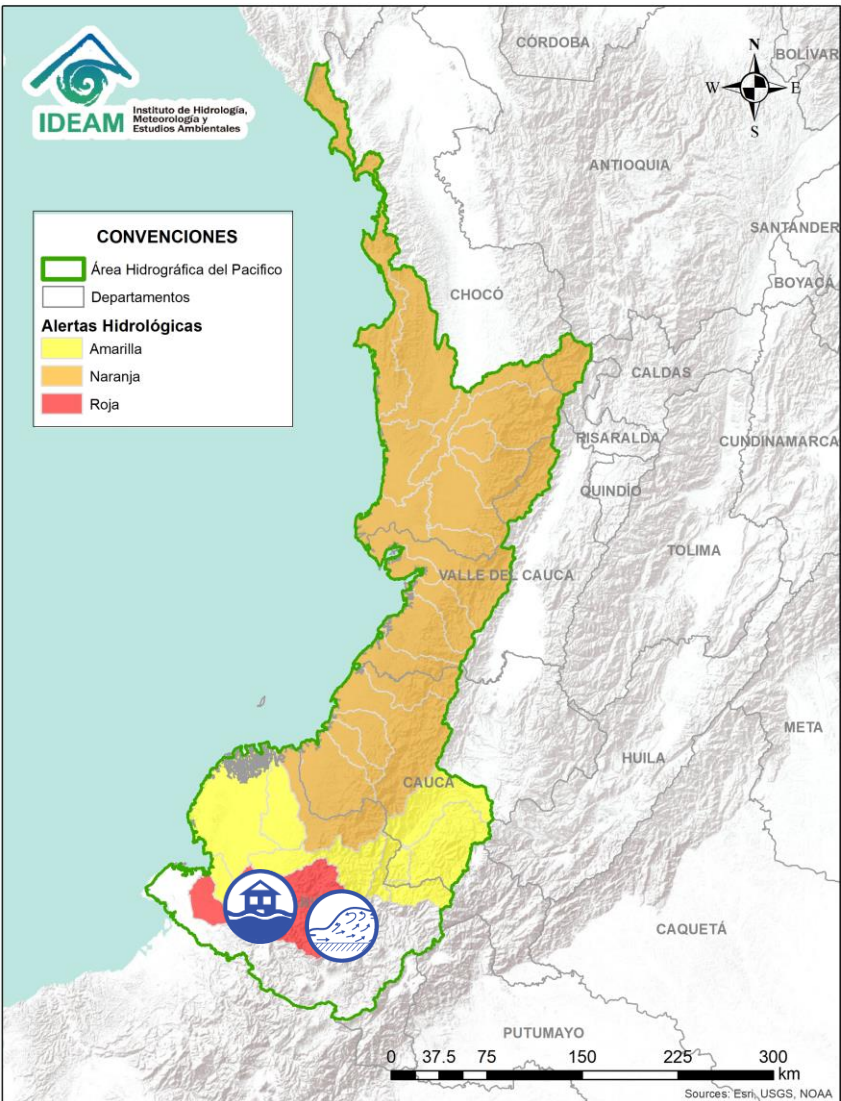 IDEAM
Instituto de Hidrología,
Meteorología y
Estudios Ambientales
N
W
E
S
CÓRDOBA
BOLÍVAR
ANTIOQUIA
SANTANDER
BOYACÁ
CHOCÓ
CALDAS
RISARALDA
CUNDINAMARCA
QUINDÍO
TOLIMA
VALLE DEL CAUCA
META
HUILA
CAUCA
CAQUETÁ
PUTUMAYO
CONVENCIONES
Área Hidrográfica del Pacifico
Departamentos
Alertas Hidrológicas
Amarilla
Naranja
Roja
0 37.5 75 150 225 300
km
Sources: Esri, USGS, NOAA